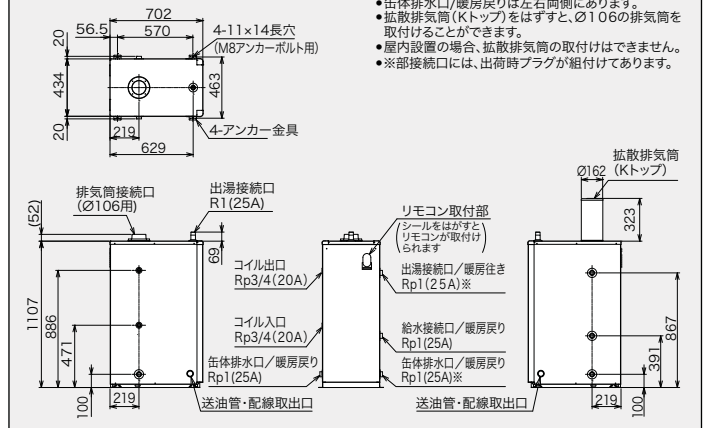 ●缶体排水口/暖房戻りは左右両側にあります。
●拡散排気筒(Kトップ)をはずすと、Ø106の排気筒を
取付けることができます。
●屋内設置の場合、拡散排気筒の取付けはできません。
●※部接続口には、出荷時プラグが組付けてあります。
702
56.5
570
4-11×14長穴
(M8アンカーボルト用)
20
434
463
20
219
4-アンカー金具
629
排気筒接続口
(Ø106用)
出湯接続口
R1(25A)
(52)
69
1107
886
471
100
219
送油管・配線取出口
リモコン取付部
(シールをはがすと
リモコンが取付け
られます)
コイル出口
Rp3/4(20A)
コイル入口
Rp3/4(20A)
缶体排水口/暖房戻り
Rp1(25A)
出湯接続口/暖房往き
Rp1(25A)※
給水接続口/暖房戻り
Rp1(25A)
缶体排水口/暖房戻り
Rp1(25A)※
拡散排気筒
(Kトップ)
Ø162
323
867
391
100
219
送油管・配線取出口